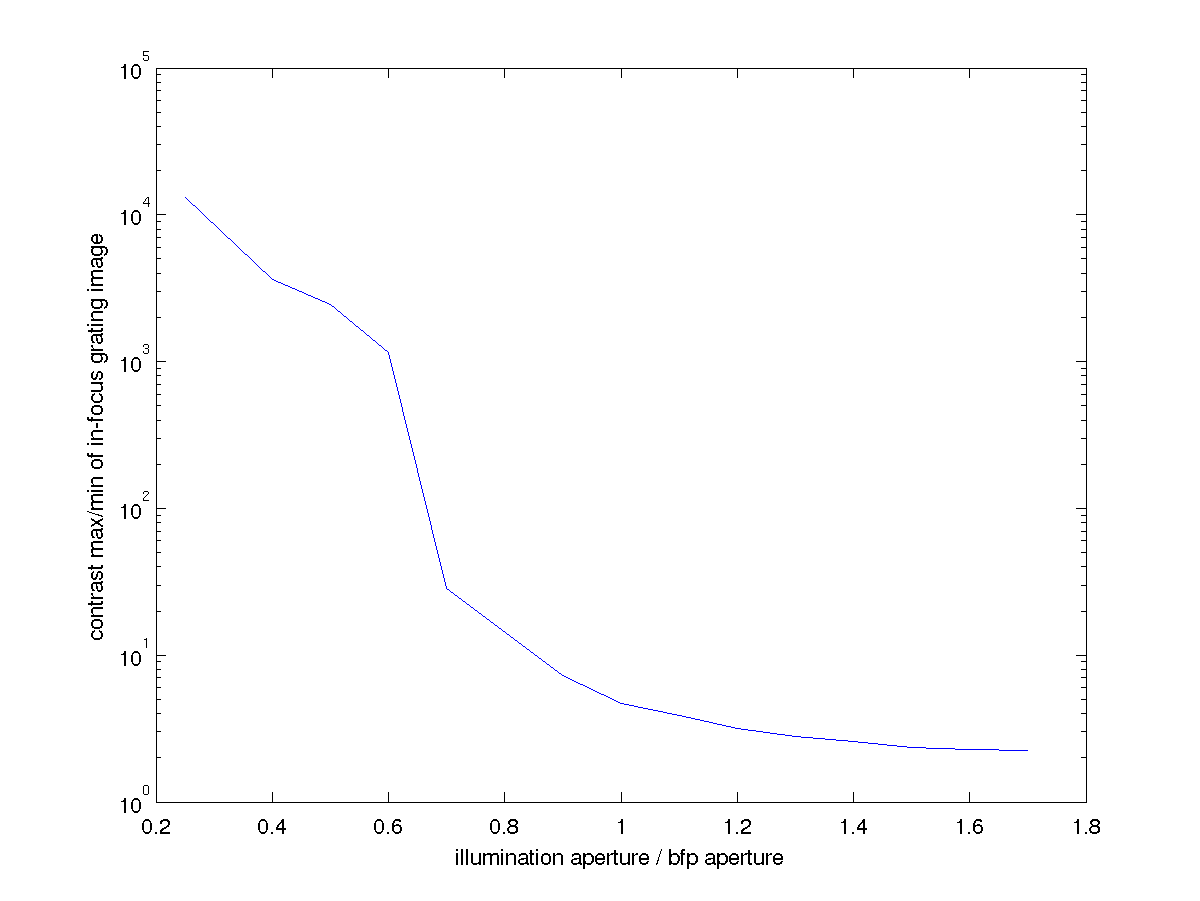 contrast max/min of in-focus grating image
10^5
10^4
10^3
10^2
10^1
10^0
0.2 0.4 0.6 0.8 1 1.2 1.4 1.6 1.8
illumination aperture / bfp aperture